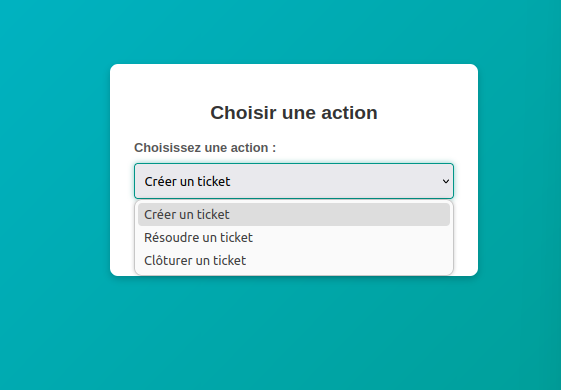 Choisir une action
Choisissez une action :
Créer un ticket
Créer un ticket
Résoudre un ticket
Clôturer un ticket